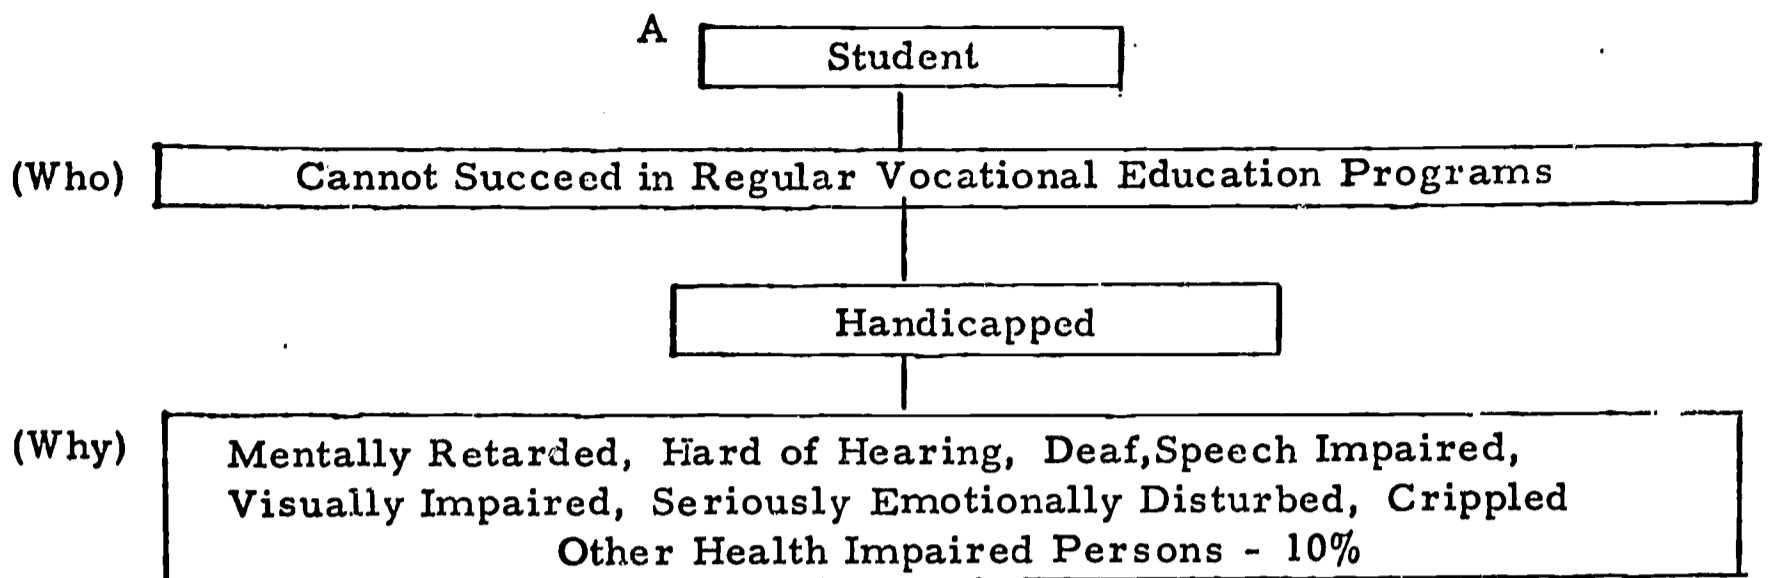 A
Student
(Who)
Cannot Succeed in Regular Vocational Education Programs
Handicapped
(Why)
Mentally Retarded, Hard of Hearing, Deaf,Speech Impaired,
Visually Impaired, Seriously Emotionally Disturbed, Crippled
Other Health Impaired Persons - 10%